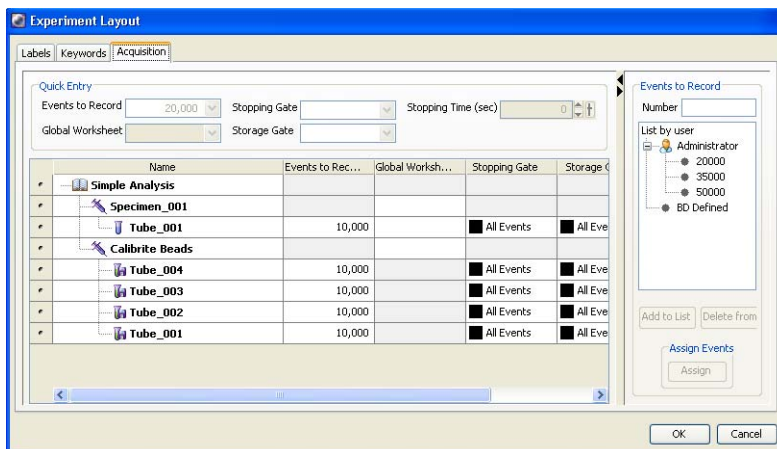 Experiment Layout
Labels Keywords Acquisition
Quick Entry
Events to Record 20,000 Stopping Gate Stopping Time (sec) 0
Global Worksheet Storage Gate
Name Events to Rec... Global Worksh... Stopping Gate Storage G
Simple Analysis
Specimen_001
Tube_001 10,000 All Events All Eve
Calibrite Beads
Tube_004 10,000 All Events All Eve
Tube_003 10,000 All Events All Eve
Tube_002 10,000 All Events All Eve
Tube_001 10,000 All Events All Eve
Events to Record
Number
List by user
Administrator
20000
35000
50000
BD Defined
Add to List Delete from
Assign Events
Assign
OK Cancel